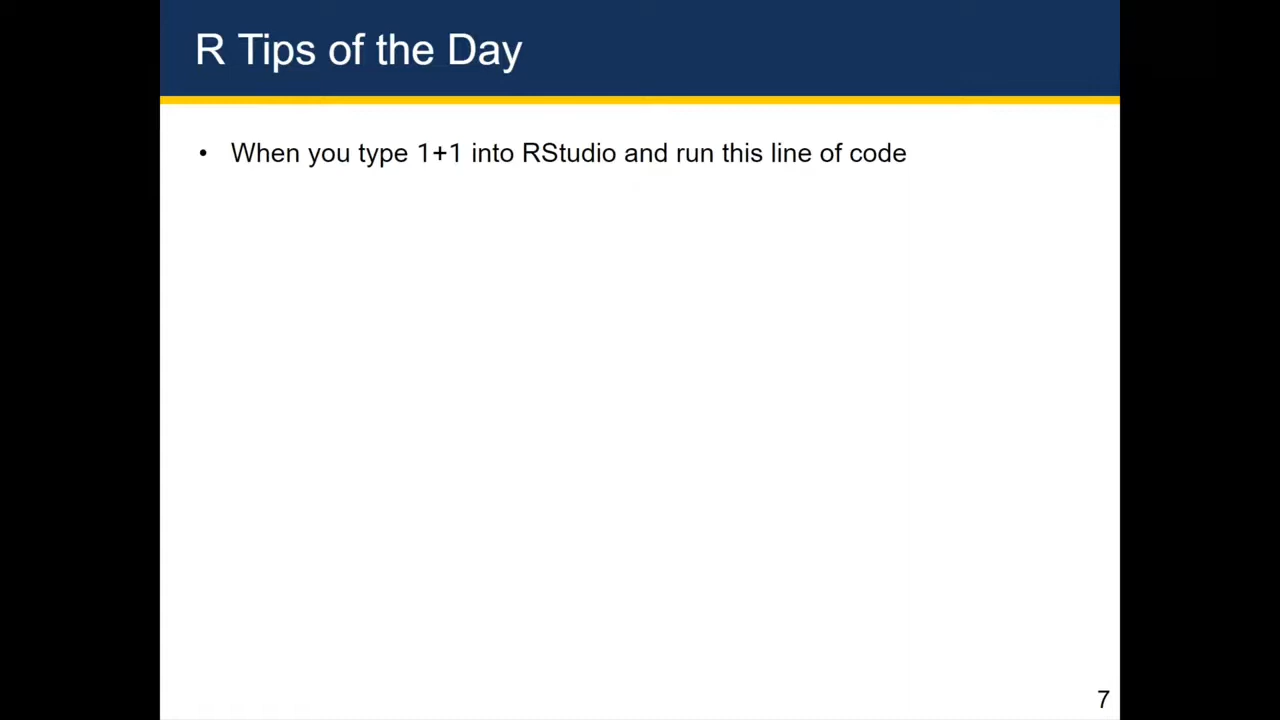 R Tips of the Day
• When you type 1+1 into RStudio and run this line of code
7